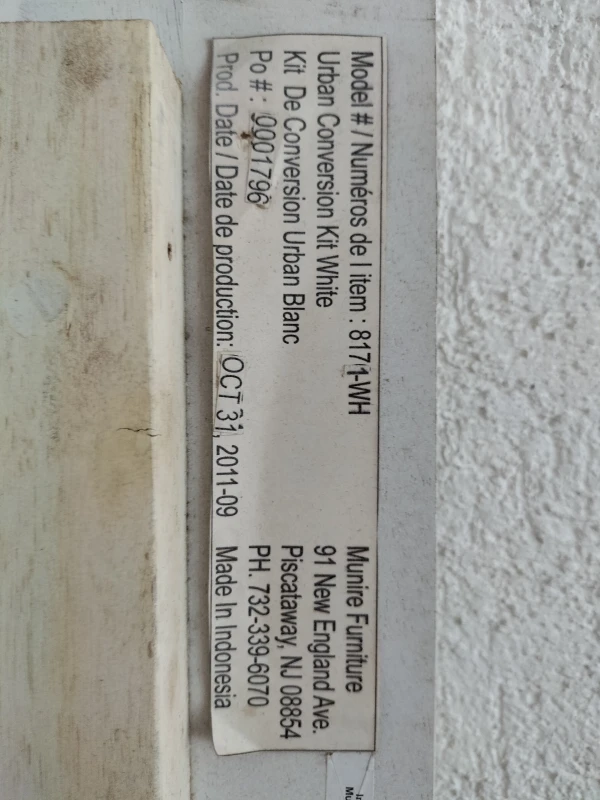 Model # / Numéros de l item : 8171-WH
Urban Conversion Kit White
Kit De Conversion Urban Blanc
Po # : 0001796
Prod. Date / Date de production: OCT 31, 2011-09
Munire Furniture
91 New England Ave.
Piscataway, NJ 08854
PH. 732-339-6070
Made In Indonesia